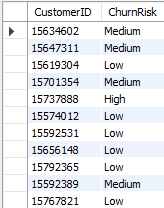 CustomerID ChurnRisk
15634602 Medium
15647311 Medium
15619304 Low
15701354 Medium
15737888 High
15574012 Low
15592531 Low
15656148 Low
15792365 Low
15592389 Medium
15767821 Low